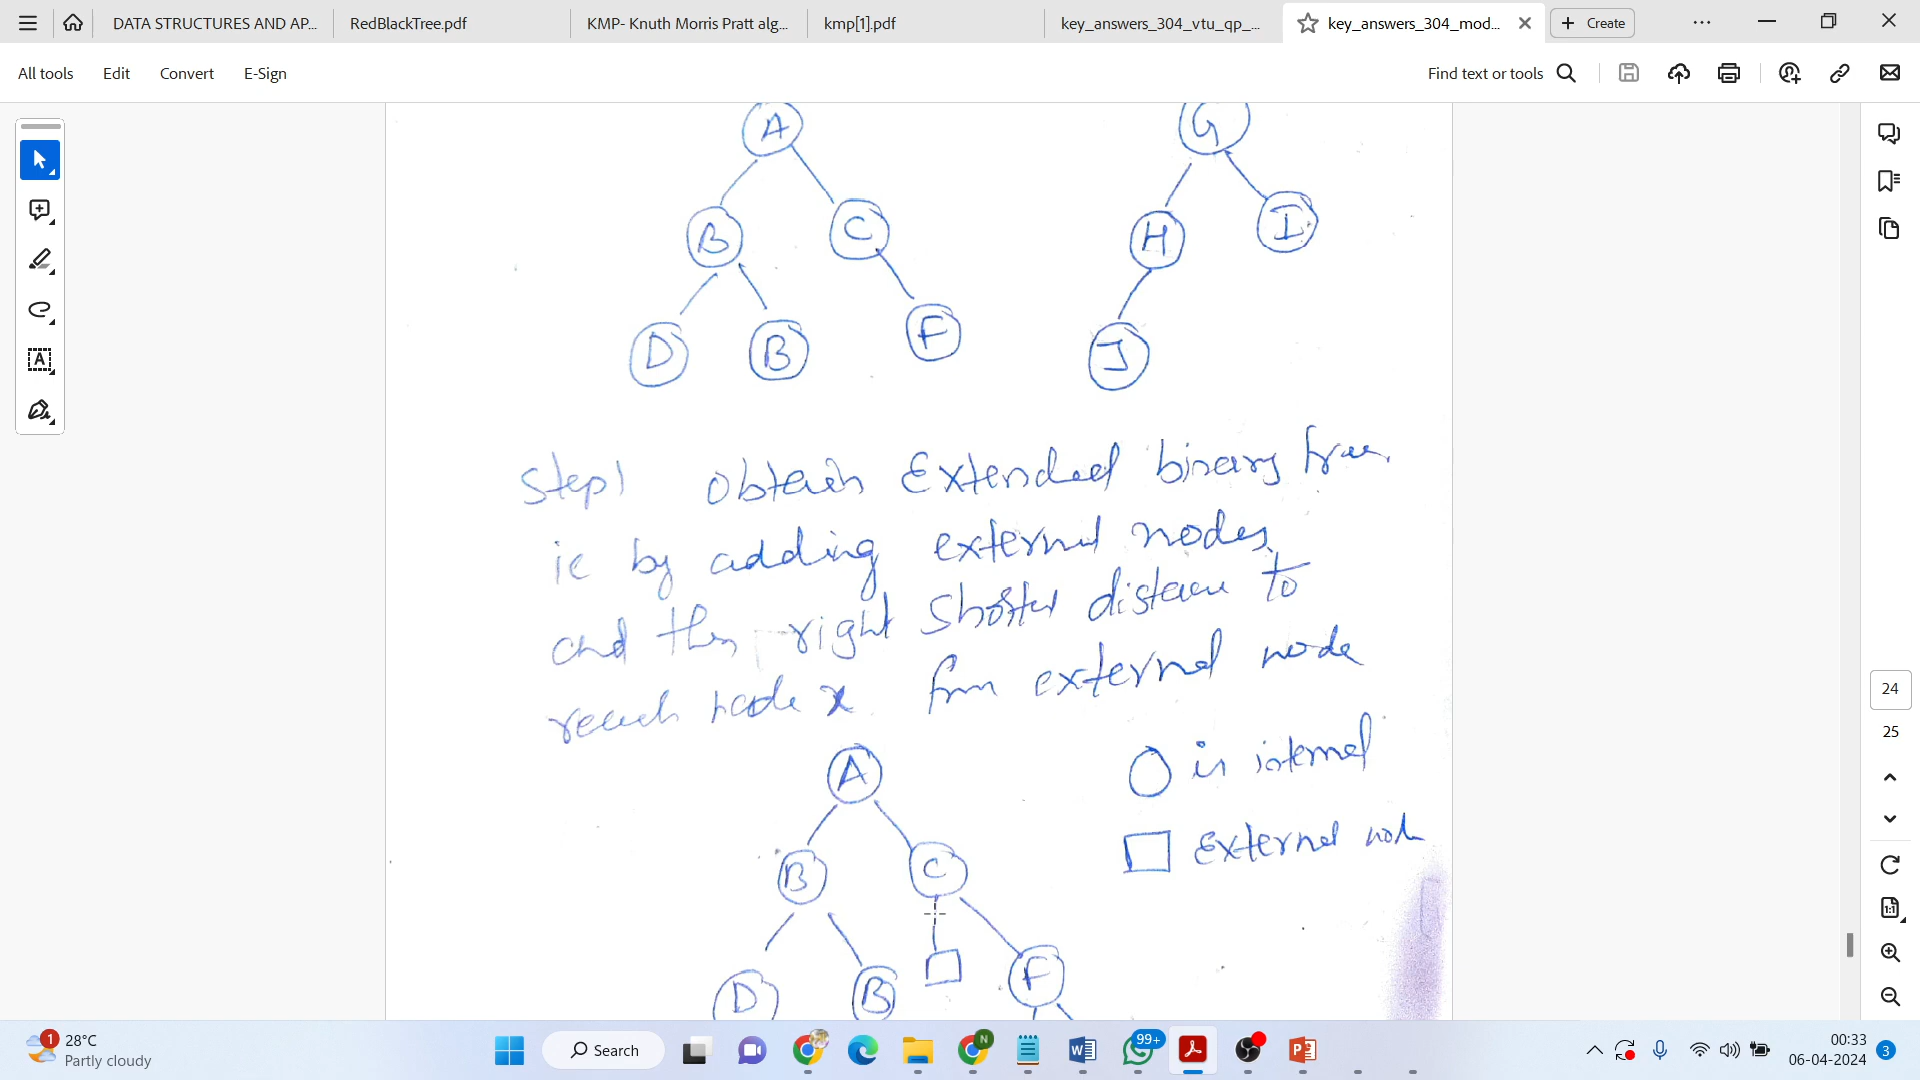 DATA STRUCTURES AND AP...
RedBlackTree.pdf
KMP- Knuth Morris Pratt alg...
kmp[1].pdf
key_answers_304_vtu_qp_...
key_answers_304_mod...
Create
All tools
Edit
Convert
E-Sign
Find text or tools
A
G
B
C
H
I
D
B
F
J
Step1 obtain Extended binary tree
ie by adding external nodes
and then right shortest distance to
reach node x from external node
A
is internal
External node
B
C
D
B
F
24
25
28°C
Partly cloudy
1
Search
99+
00:33
06-04-2024
3